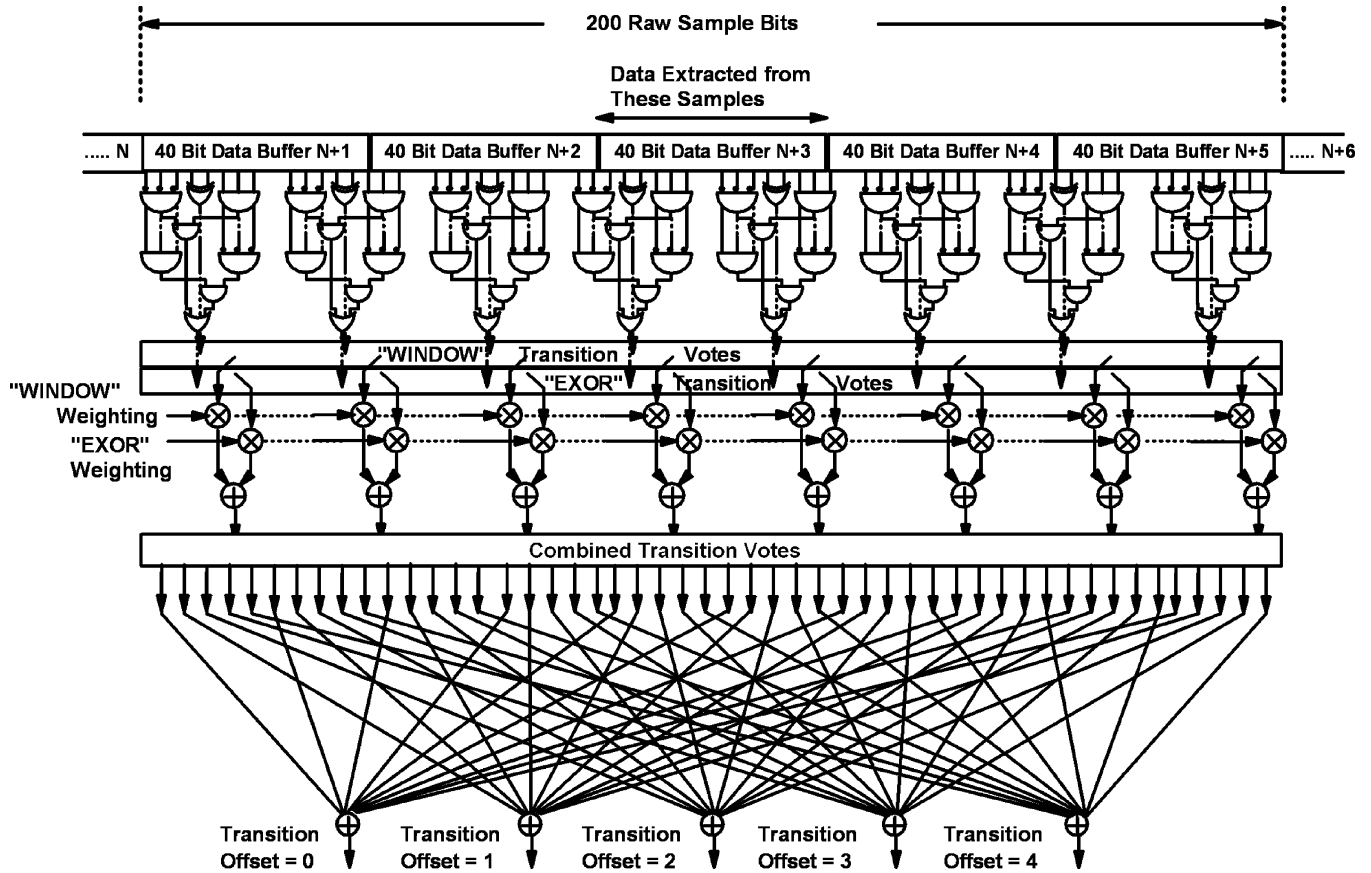 200 Raw Sample Bits
Data Extracted from
These Samples
..... N
40 Bit Data Buffer N+1
40 Bit Data Buffer N+2
40 Bit Data Buffer N+3
40 Bit Data Buffer N+4
40 Bit Data Buffer N+5
..... N+6
"WINDOW" Transition Votes
"EXOR" Transition Votes
"WINDOW"
Weighting
"EXOR"
Weighting
Combined Transition Votes
Transition
Offset = 0
Transition
Offset = 1
Transition
Offset = 2
Transition
Offset = 3
Transition
Offset = 4